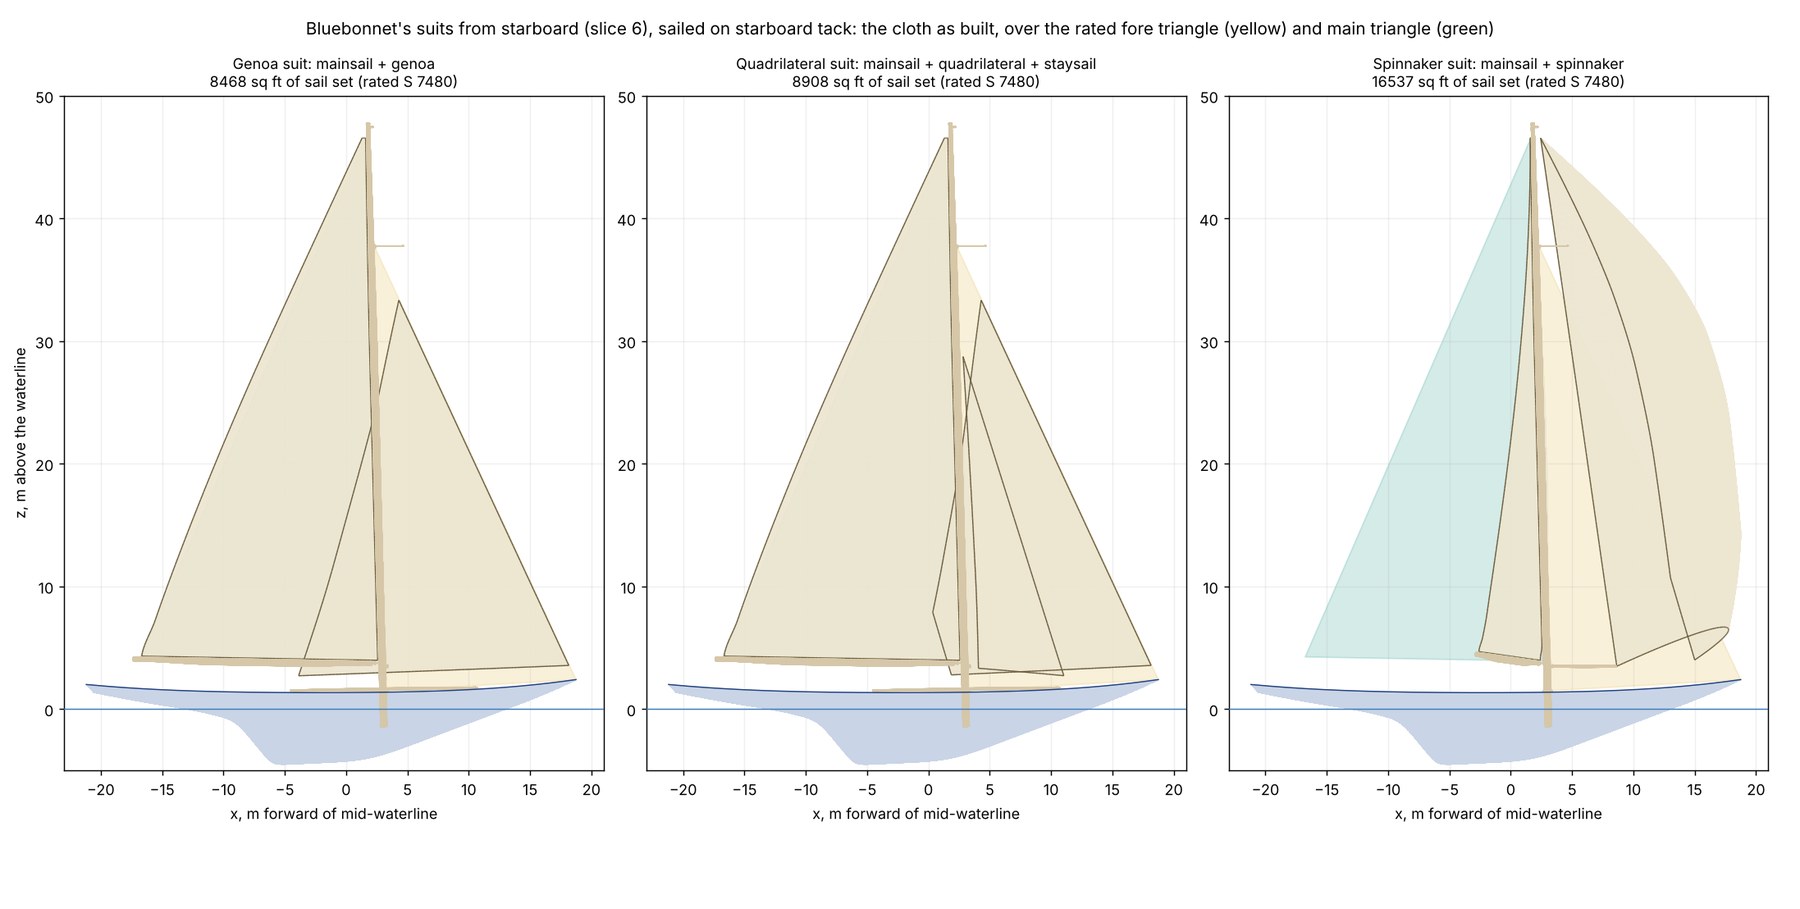 Bluebonnet's suits from starboard (slice 6), sailed on starboard tack: the cloth as built, over the rated fore triangle (yellow) and main triangle (green)
Genoa suit: mainsail + genoa
8468 sq ft of sail set (rated S 7480)
50
40
30
20
10
0
z, m above the waterline
−20 −15 −10 −5 0 5 10 15 20
x, m forward of mid-waterline
Quadrilateral suit: mainsail + quadrilateral + staysail
8908 sq ft of sail set (rated S 7480)
50
40
30
20
10
0
−20 −15 −10 −5 0 5 10 15 20
x, m forward of mid-waterline
Spinnaker suit: mainsail + spinnaker
16537 sq ft of sail set (rated S 7480)
50
40
30
20
10
0
−20 −15 −10 −5 0 5 10 15 20
x, m forward of mid-waterline